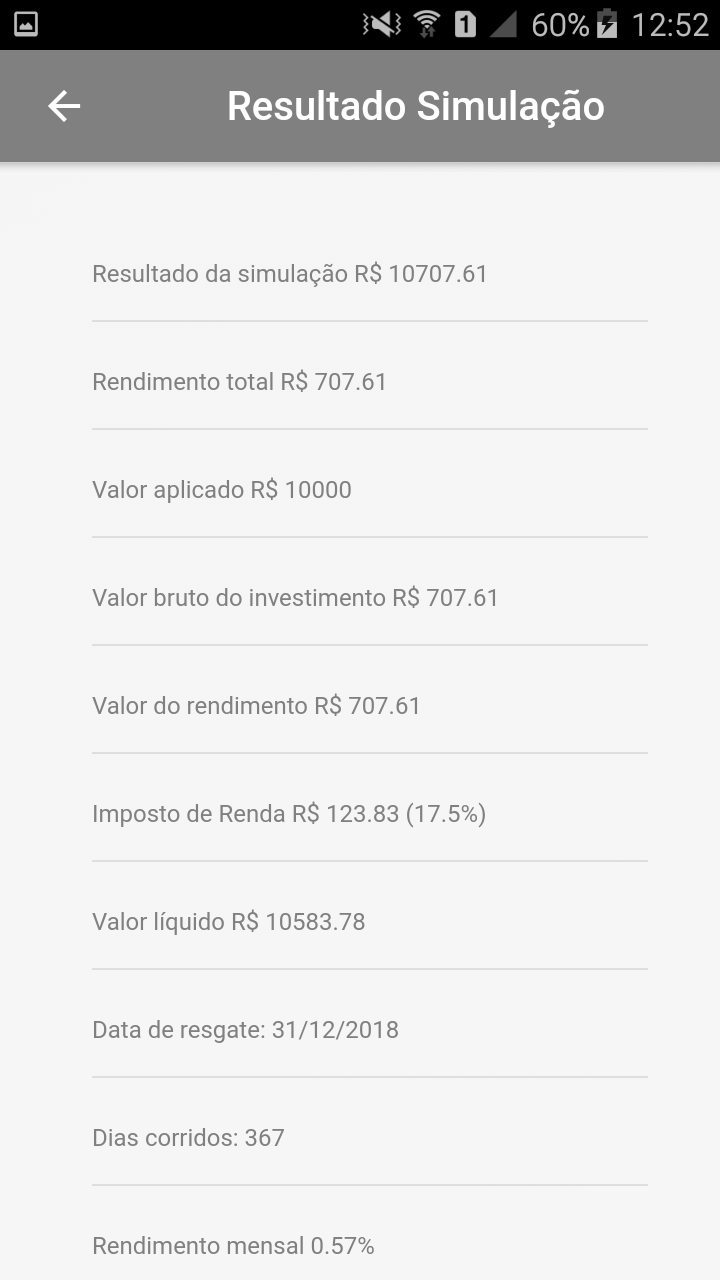 1 60% 12:52
Resultado Simulação
Resultado da simulação R$ 10707.61
Rendimento total R$ 707.61
Valor aplicado R$ 10000
Valor bruto do investimento R$ 707.61
Valor do rendimento R$ 707.61
Imposto de Renda R$ 123.83 (17.5%)
Valor líquido R$ 10583.78
Data de resgate: 31/12/2018
Dias corridos: 367
Rendimento mensal 0.57%